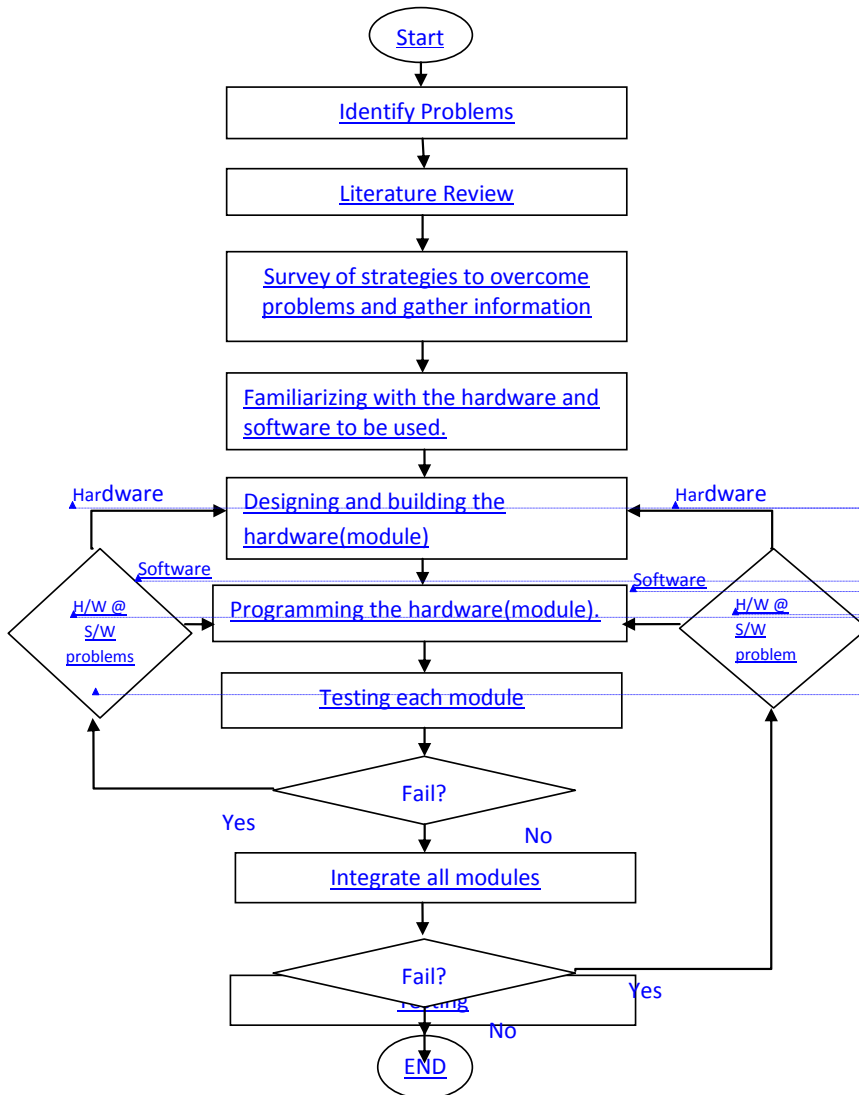 Start
Identify Problems
Literature Review
Survey of strategies to overcome
problems and gather information
Familiarizing with the hardware and
software to be used.
Hardware
Designing and building the
hardware(module)
Hardware
Software
Software
H/W @
S/W
problems
Programming the hardware(module).
H/W @
S/W
problem
Testing each module
Fail?
Yes
No
Integrate all modules
Fail?
Yes
No
END